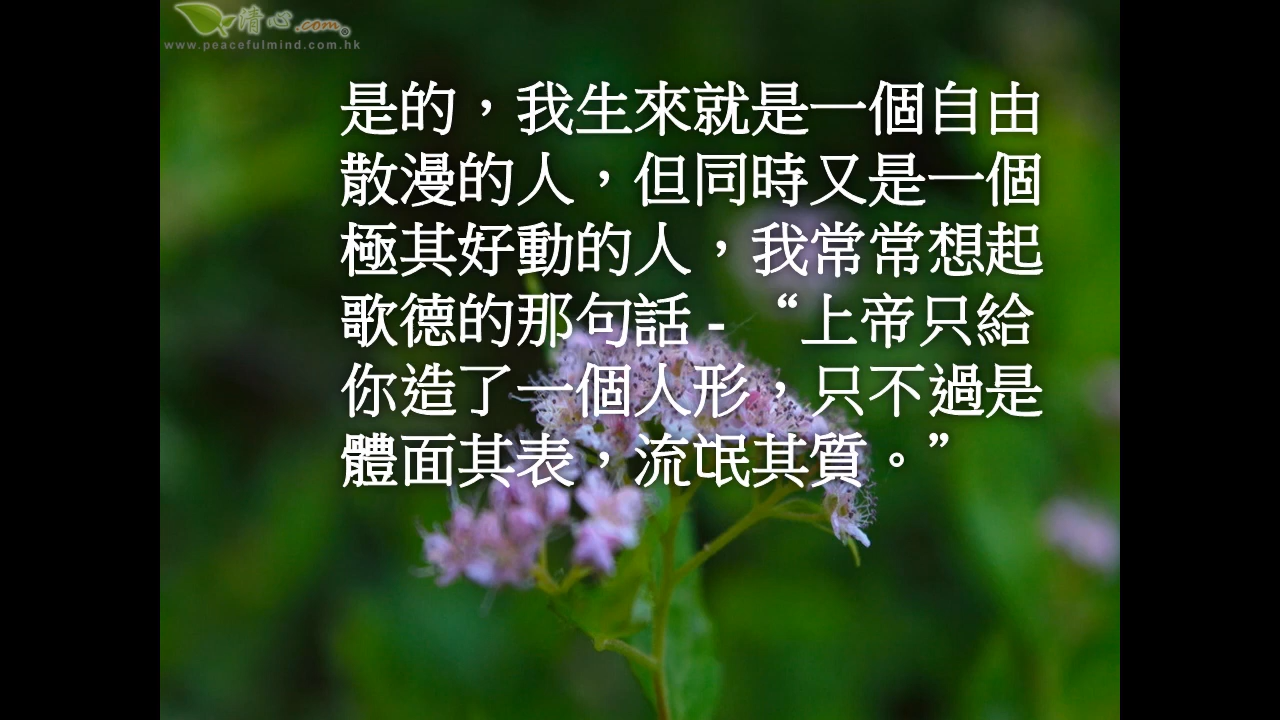 清心.com
www.peacefulmind.com.hk
是的，我生來就是一個自由
散漫的人，但同時又是一個
極其好動的人，我常常想起
歌德的那句話 - “上帝只給
你造了一個人形，只不過是
體面其表，流氓其質。”